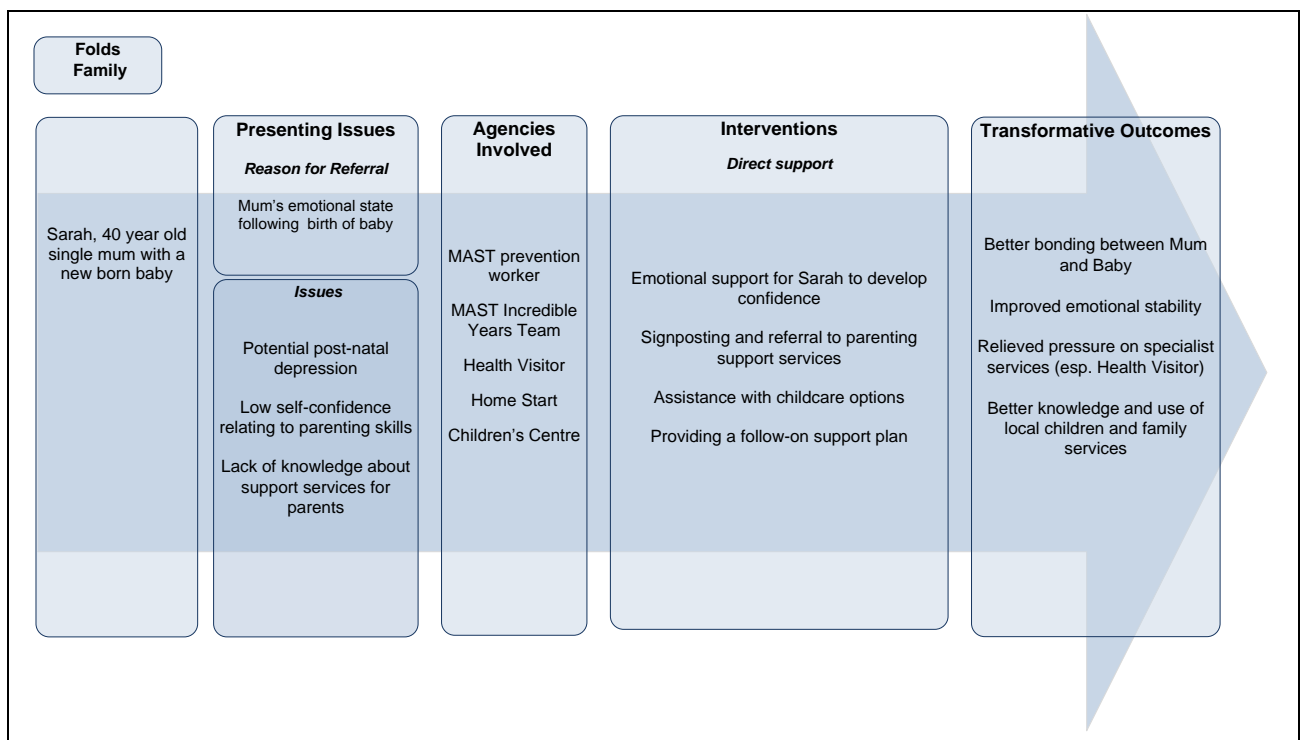 Folds
Family
Sarah, 40 year old
single mum with a
new born baby
Presenting Issues
Reason for Referral
Mum's emotional state
following birth of baby
Issues
Potential post-natal
depression
Low self-confidence
relating to parenting skills
Lack of knowledge about
support services for
parents
Agencies
Involved
MAST prevention
worker
MAST Incredible
Years Team
Health Visitor
Home Start
Children's Centre
Interventions
Direct support
Emotional support for Sarah to develop
confidence
Signposting and referral to parenting
support services
Assistance with childcare options
Providing a follow-on support plan
Transformative Outcomes
Better bonding between Mum
and Baby
Improved emotional stability
Relieved pressure on specialist
services (esp. Health Visitor)
Better knowledge and use of
local children and family
services